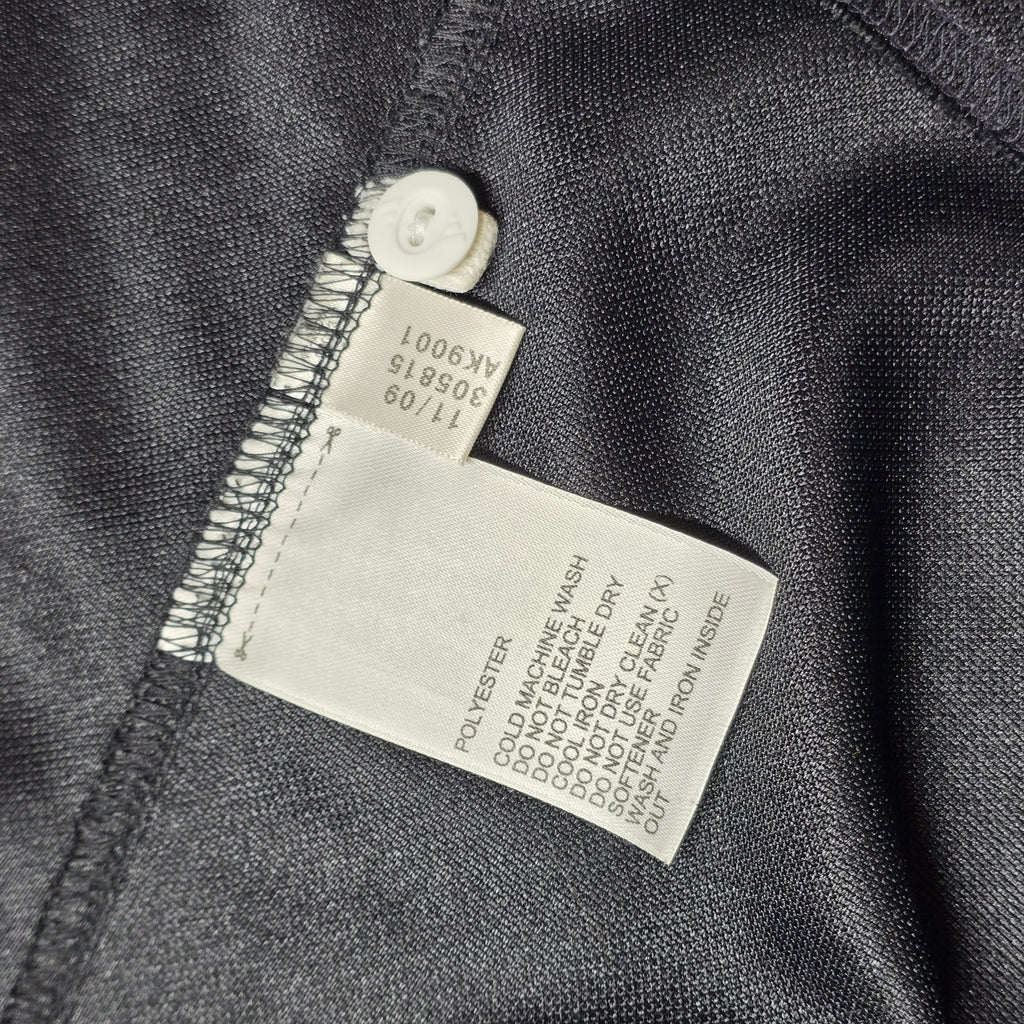 11/09
305815
AK9001
POLYESTER
COLD MACHINE WASH
DO NOT BLEACH
DO NOT TUMBLE DRY
COOL IRON
DO NOT DRY CLEAN (X)
DO NOT USE FABRIC
SOFTENER
WASH AND IRON INSIDE
OUT